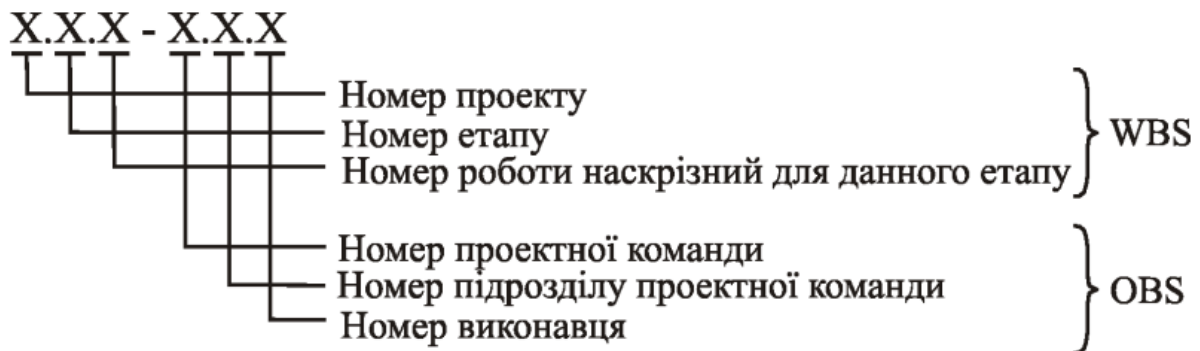 X.X.X - X.X.X
Номер проекту
Номер етапу
Номер роботи наскрізний для данного етапу
WBS
Номер проектної команди
Номер підрозділу проектної команди
Номер виконавця
OBS